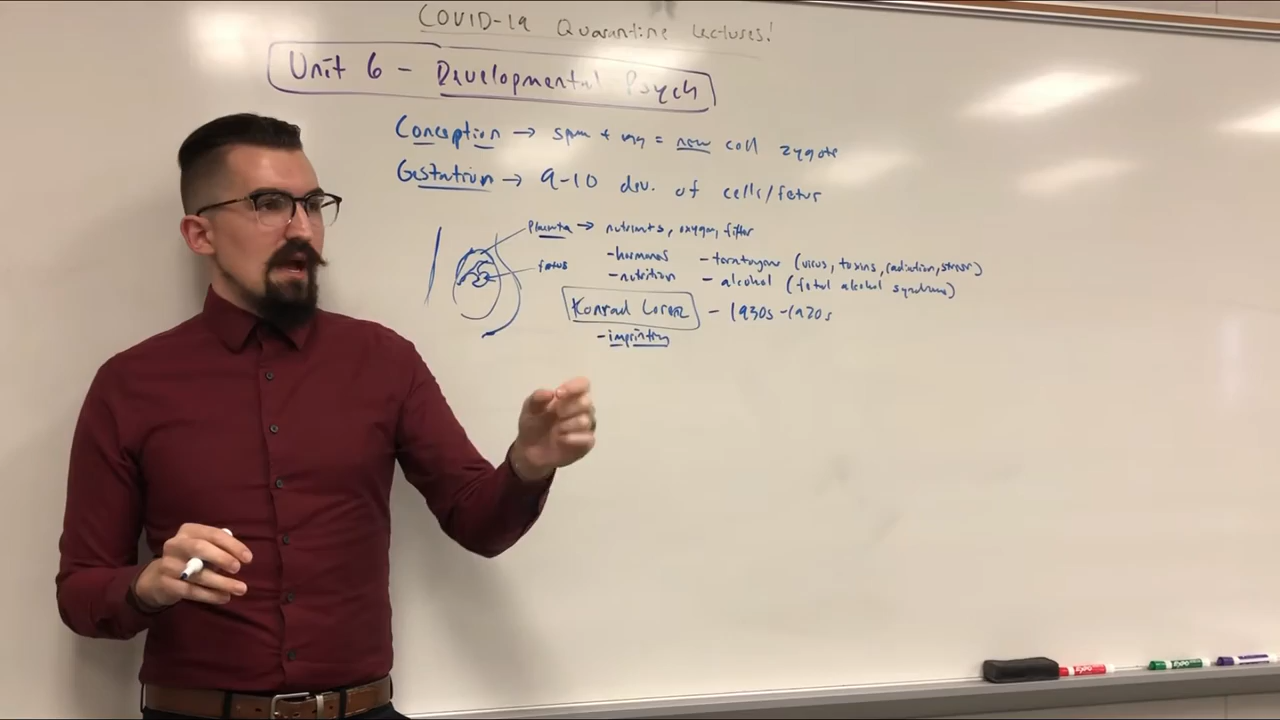 COVID-19 Quarantine Lectures!
Unit 6 - Developmental Psych
Conception → sperm + egg = new cell zygote
Gestation → 9-10 dev. of cells/fetus
placenta → nutrients, oxygen, filter
fetus
-hormones
-teratogens (virus, toxins, radiation, stress)
-nutrition
- alcohol (fetal alcohol syndrome)
Konrad Lorenz - 1930s-1970s
-imprinting
EXPO
EXPO